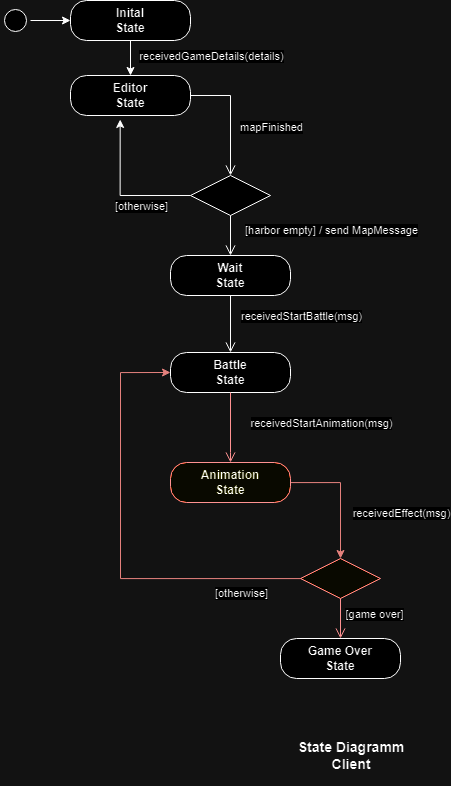 Inital
State
receivedGameDetails(details)
Editor
State
mapFinished
[otherwise]
[harbor empty] / send MapMessage
Wait
State
receivedStartBattle(msg)
Battle
State
receivedStartAnimation(msg)
Animation
State
receivedEffect(msg)
[otherwise]
[game over]
Game Over
State
State Diagramm
Client